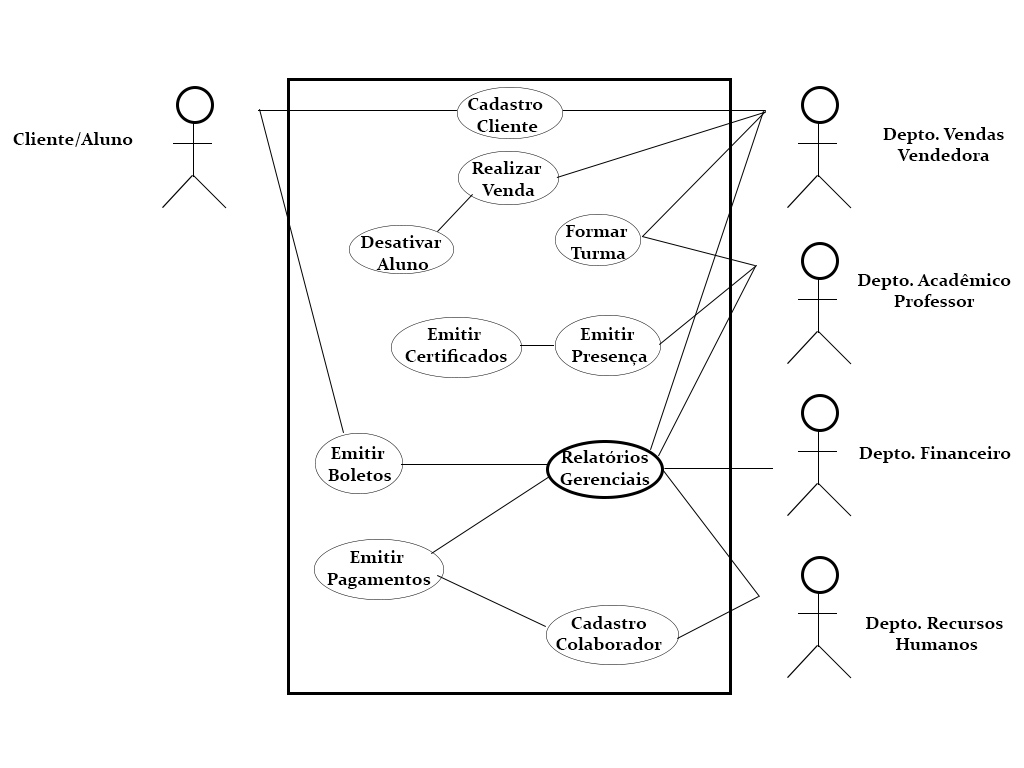 Cliente/Aluno
Cadastro
Cliente
Realizar
Venda
Desativar
Aluno
Formar
Turma
Emitir
Certificados
Emitir
Presença
Emitir
Boletos
Relatórios
Gerenciais
Emitir
Pagamentos
Cadastro
Colaborador
Depto. Vendas
Vendedora
Depto. Acadêmico
Professor
Depto. Financeiro
Depto. Recursos
Humanos